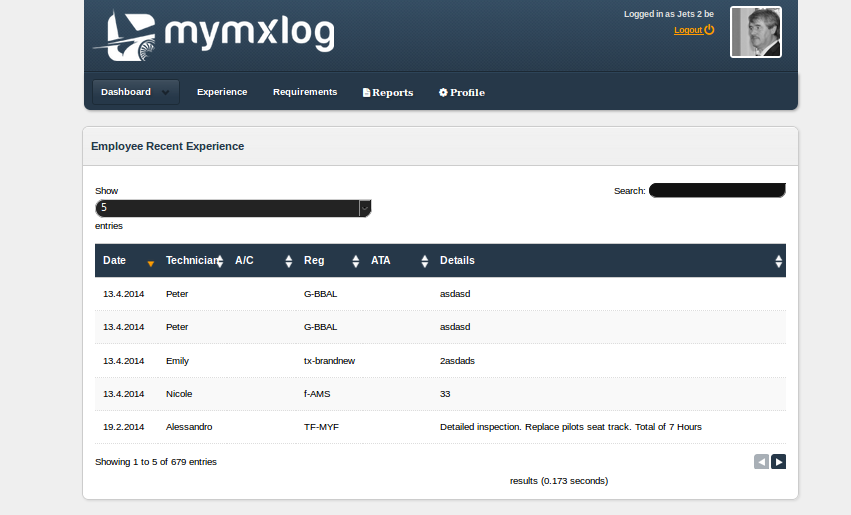 mymxlog
Logged in as Jets 2 be
Logout
Dashboard Experience Requirements Reports Profile
Employee Recent Experience
Show
5
entries
Search:
Date Technician A/C Reg ATA Details
13.4.2014 Peter G-BBAL asdasd
13.4.2014 Peter G-BBAL asdasd
13.4.2014 Emily tx-brandnew 2asdads
13.4.2014 Nicole f-AMS 33
19.2.2014 Alessandro TF-MYF Detailed inspection. Replace pilots seat track. Total of 7 Hours
Showing 1 to 5 of 679 entries
results (0.173 seconds)